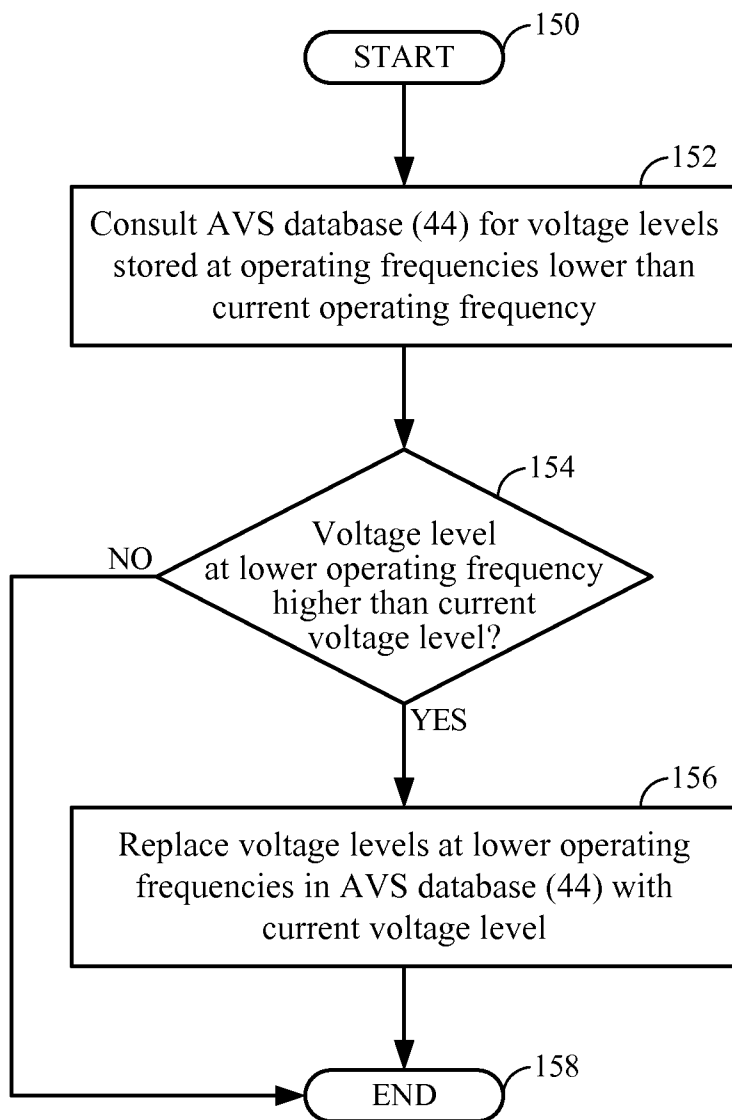 150
START
152
Consult AVS database (44) for voltage levels
stored at operating frequencies lower than
current operating frequency
154
Voltage level
at lower operating frequency
higher than current
voltage level?
NO
YES
156
Replace voltage levels at lower operating
frequencies in AVS database (44) with
current voltage level
END
158